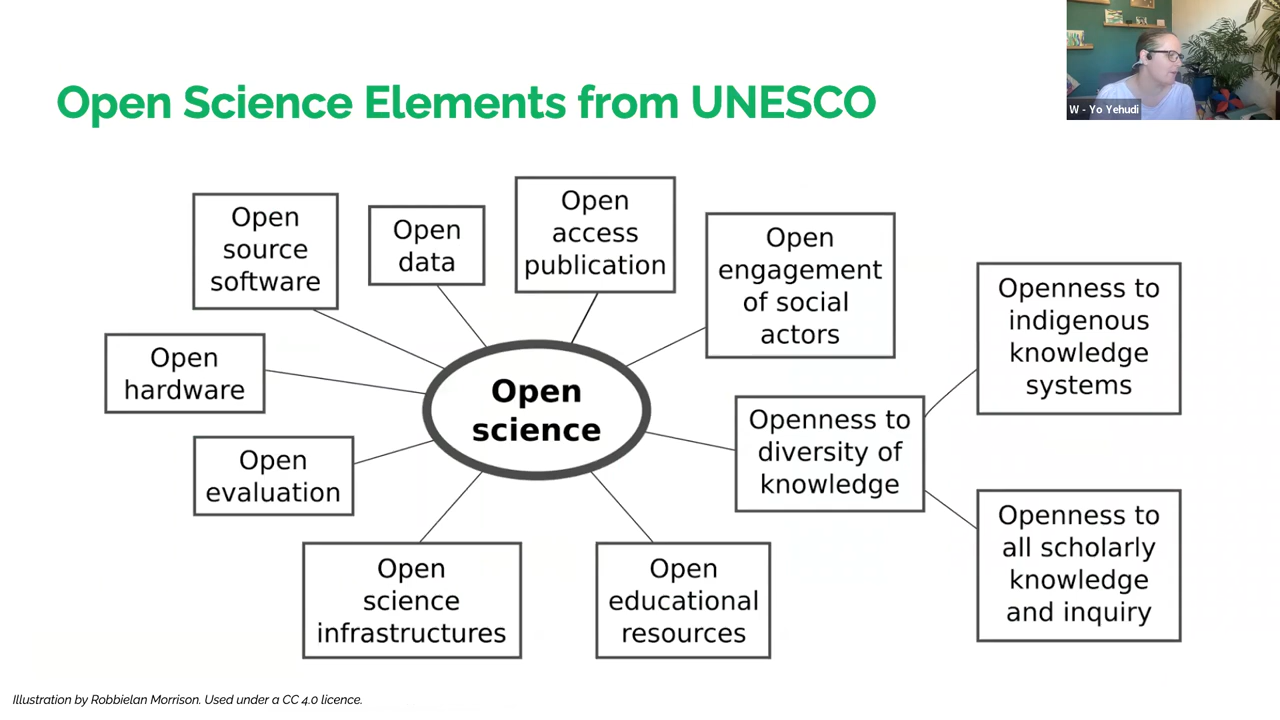 W - Yo Yehudi
Open Science Elements from UNESCO
Open
source
software
Open
data
Open
access
publication
Open
engagement
of social
actors
Openness to
indigenous
knowledge
systems
Open
hardware
Open
science
Openness to
diversity of
knowledge
Open
evaluation
Openness to
all scholarly
knowledge
and inquiry
Open
science
infrastructures
Open
educational
resources
Illustration by Robbielan Morrison. Used under a CC 4.0 licence.